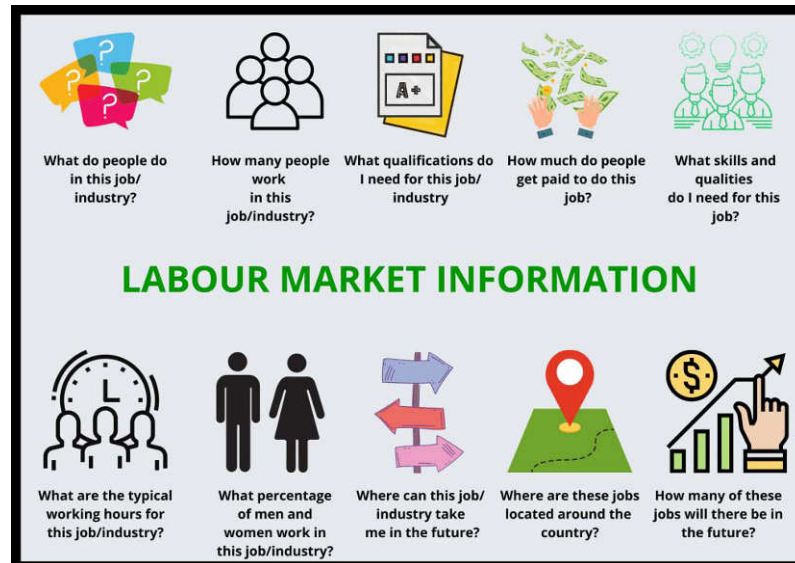 ? ? ? ?
A+
What do people do
in this job/
industry?
How many people
work
in this
job/industry?
What qualifications do
I need for this job/
industry
How much do people
get paid to do this
job?
What skills and
qualities
do I need for this
job?
LABOUR MARKET INFORMATION
$
What are the typical
working hours for
this job/industry?
What percentage
of men and
women work in
this job/industry?
Where can this job/
industry take
me in the future?
Where are these jobs
located around the
country?
How many of these
jobs will there be in
the future?